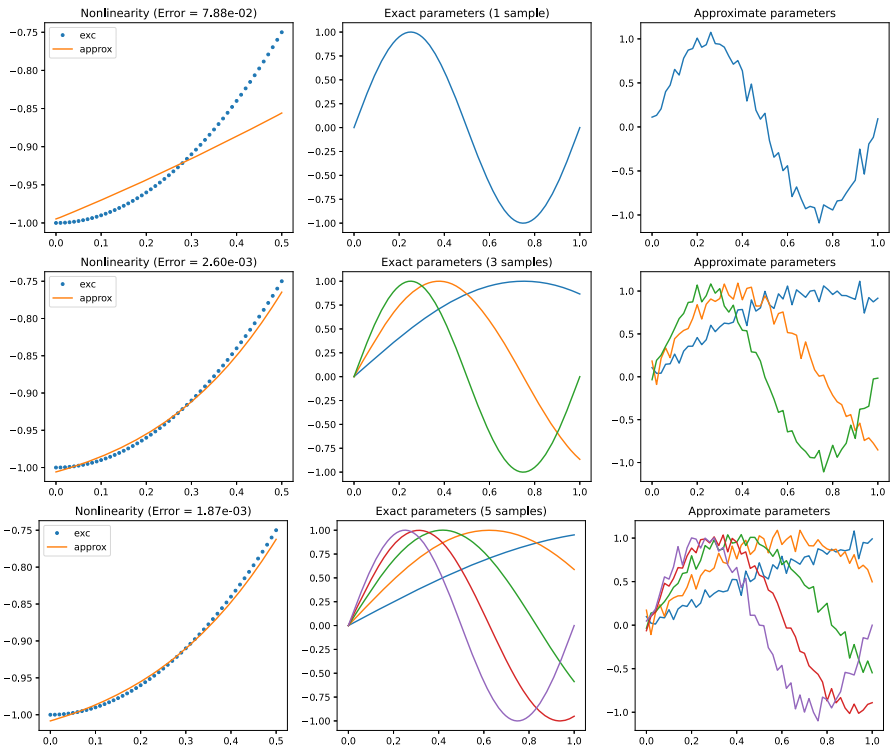 Nonlinearity (Error = 7.88e-02)
−0.75
−0.80
−0.85
−0.90
−0.95
−1.00
exc
approx
0.0 0.1 0.2 0.3 0.4 0.5
Exact parameters (1 sample)
1.00
0.75
0.50
0.25
0.00
−0.25
−0.50
−0.75
−1.00
0.0 0.2 0.4 0.6 0.8 1.0
Approximate parameters
1.0
0.5
0.0
−0.5
−1.0
0.0 0.2 0.4 0.6 0.8 1.0
Nonlinearity (Error = 2.60e-03)
−0.75
−0.80
−0.85
−0.90
−0.95
−1.00
exc
approx
0.0 0.1 0.2 0.3 0.4 0.5
Exact parameters (3 samples)
1.00
0.75
0.50
0.25
0.00
−0.25
−0.50
−0.75
−1.00
0.0 0.2 0.4 0.6 0.8 1.0
Approximate parameters
1.0
0.5
0.0
−0.5
−1.0
0.0 0.2 0.4 0.6 0.8 1.0
Nonlinearity (Error = 1.87e-03)
−0.75
−0.80
−0.85
−0.90
−0.95
−1.00
exc
approx
0.0 0.1 0.2 0.3 0.4 0.5
Exact parameters (5 samples)
1.00
0.75
0.50
0.25
0.00
−0.25
−0.50
−0.75
−1.00
0.0 0.2 0.4 0.6 0.8 1.0
Approximate parameters
1.0
0.5
0.0
−0.5
−1.0
0.0 0.2 0.4 0.6 0.8 1.0